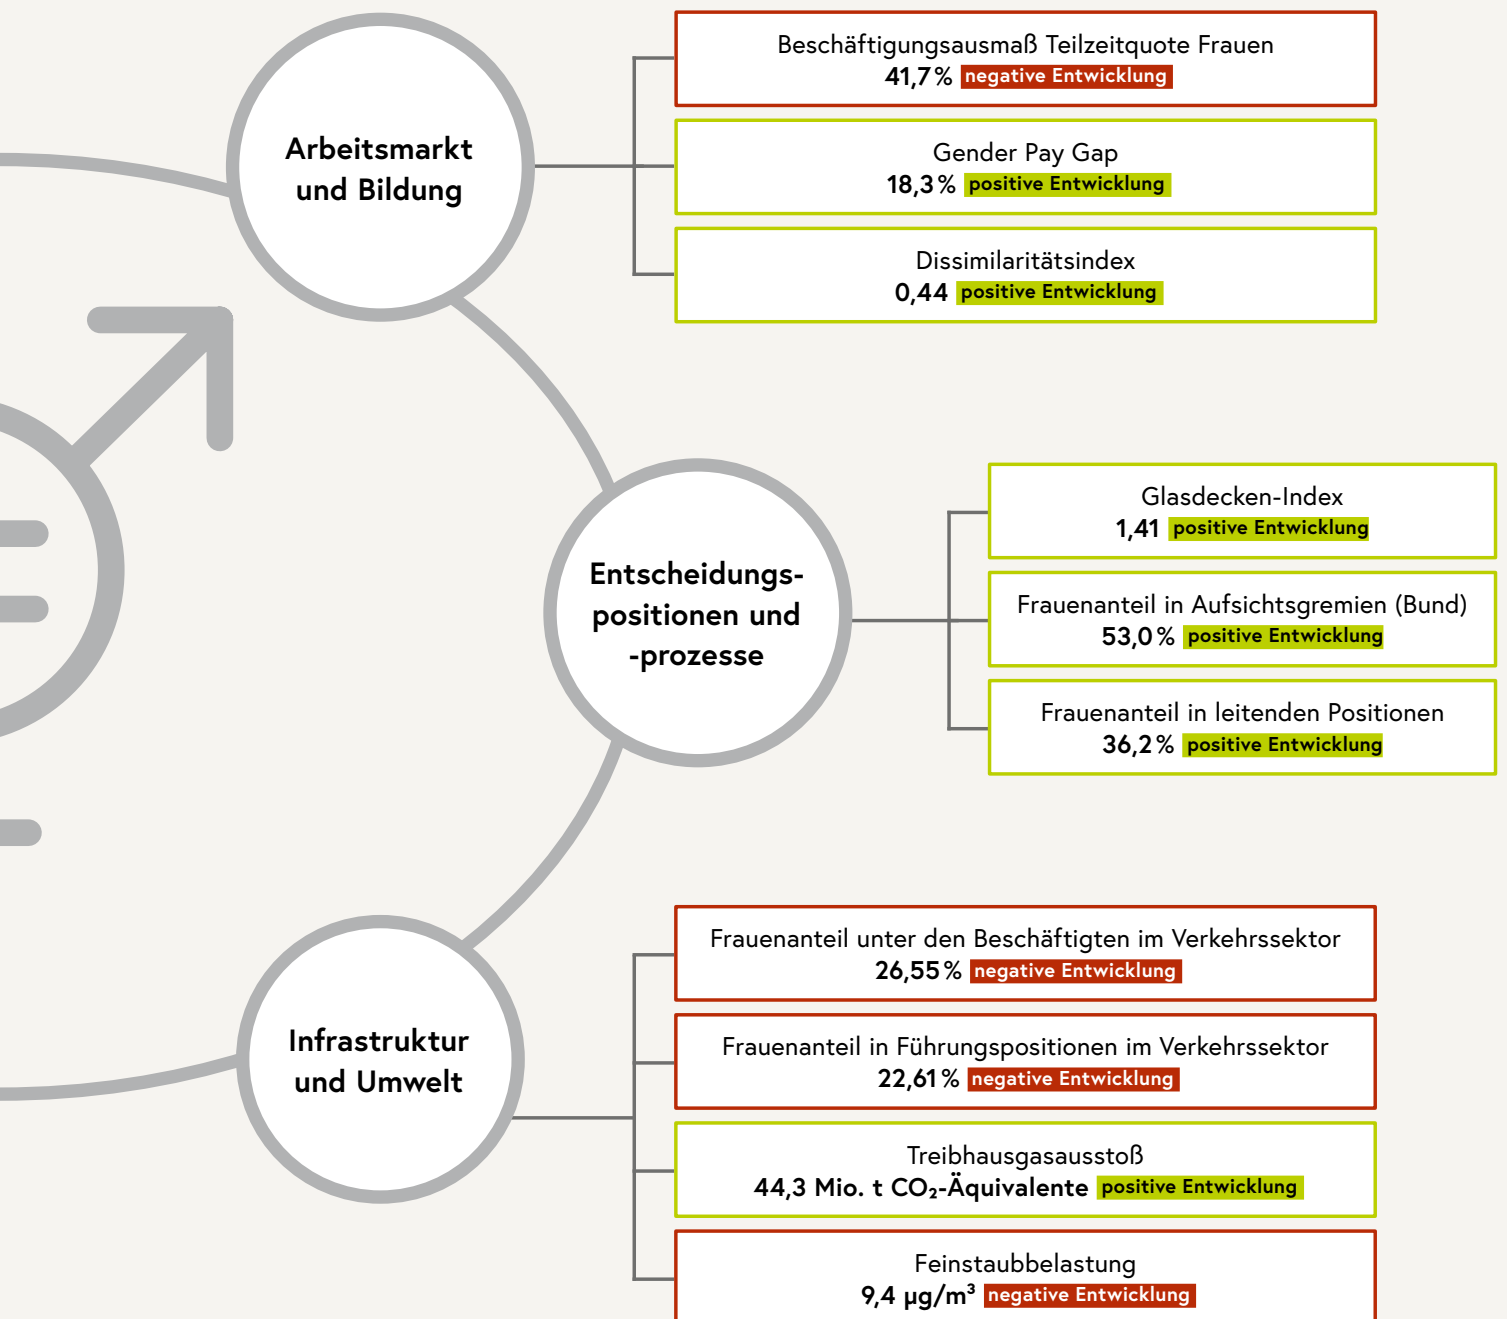 Arbeitsmarkt
und Bildung
Beschäftigungsausmaß Teilzeitquote Frauen
41,7 % negative Entwicklung
Gender Pay Gap
18,3 % positive Entwicklung
Dissimilaritätsindex
0,44 positive Entwicklung
Entscheidungs-
positionen und
-prozesse
Glasdecken-Index
1,41 positive Entwicklung
Frauenanteil in Aufsichtsgremien (Bund)
53,0 % positive Entwicklung
Frauenanteil in leitenden Positionen
36,2 % positive Entwicklung
Infrastruktur
und Umwelt
Frauenanteil unter den Beschäftigten im Verkehrssektor
26,55 % negative Entwicklung
Frauenanteil in Führungspositionen im Verkehrssektor
22,61 % negative Entwicklung
Treibhausgasausstoß
44,3 Mio. t CO₂-Äquivalente positive Entwicklung
Feinstaubbelastung
9,4 µg/m³ negative Entwicklung